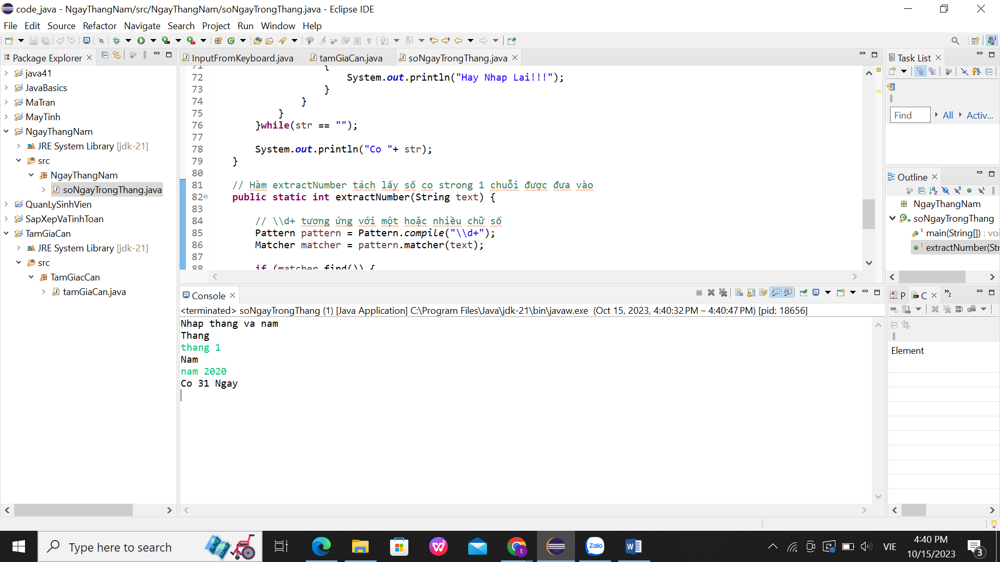 code_java - NgayThangNam/src/NgayThangNam/soNgayTrongThang.java - Eclipse IDE
File Edit Source Refactor Navigate Search Project Run Window Help
Package Explorer
java41
JavaBasics
MaTran
MayTinh
NgayThangNam
JRE System Library [jdk-21]
src
NgayThangNam
soNgayTrongThang.java
QuanLySinhVien
SapXepVaTinhToan
TamGiaCan
JRE System Library [jdk-21]
src
TamGiacCan
tamGiaCan.java
InputFromKeyboard.java tamGiaCan.java soNgayTrongThang.java
71 {
72 System.out.println("Hay Nhap Lai!!!");
73 }
74 }
75 }
76 }while(str == "");
77
78 System.out.println("Co "+ str);
79 }
80
81 // Hàm extractNumber tách lấy số co strong 1 chuỗi được đưa vào
82 public static int extractNumber(String text) {
83
84 // \\d+ tương ứng với một hoặc nhiều chữ số
85 Pattern pattern = Pattern.compile("\\d+");
86 Matcher matcher = pattern.matcher(text);
87
88 if (matcher.find()) {
Console
<terminated> soNgayTrongThang (1) [Java Application] C:\Program Files\Java\jdk-21\bin\javaw.exe (Oct 15, 2023, 4:40:32 PM – 4:40:47 PM) [pid: 18656]
Nhap thang va nam
Thang
thang 1
Nam
nam 2020
Co 31 Ngay
Task List
Find All Activ...
Outline
NgayThangNam
soNgayTrongThang
main(String[]) : voi
extractNumber(Str
P C 2
Element
Type here to search
Zalo
VIE
4:40 PM
10/15/2023
3